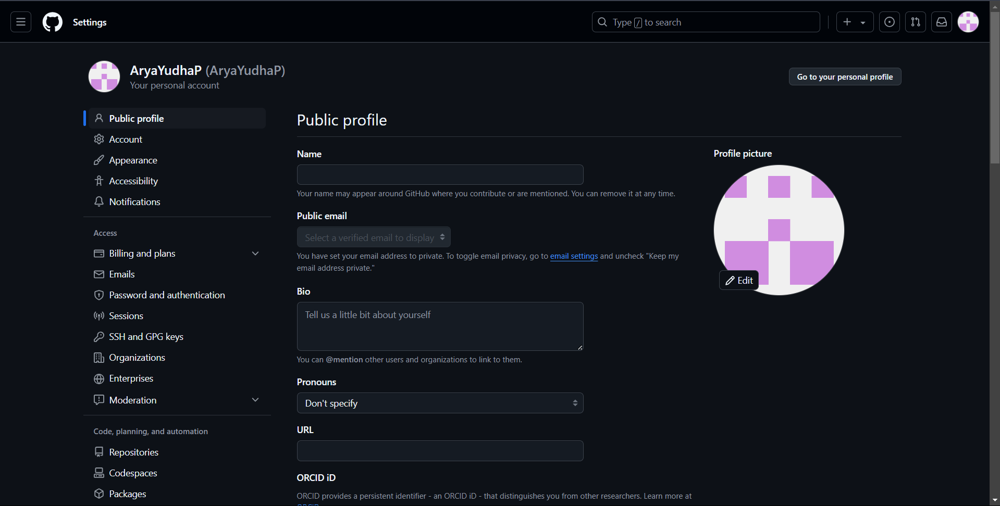 Settings
Type / to search
AryaYudhaP (AryaYudhaP)
Your personal account
Go to your personal profile
Public profile
Account
Appearance
Accessibility
Notifications
Access
Billing and plans
Emails
Password and authentication
Sessions
SSH and GPG keys
Organizations
Enterprises
Moderation
Code, planning, and automation
Repositories
Codespaces
Packages
Public profile
Name
Your name may appear around GitHub where you contribute or are mentioned. You can remove it at any time.
Public email
Select a verified email to display
You have set your email address to private. To toggle email privacy, go to email settings and uncheck "Keep my
email address private."
Bio
Tell us a little bit about yourself
You can @mention other users and organizations to link to them.
Pronouns
Don't specify
URL
ORCID iD
ORCID provides a persistent identifier - an ORCID iD - that distinguishes you from other researchers. Learn more at
Profile picture
Edit